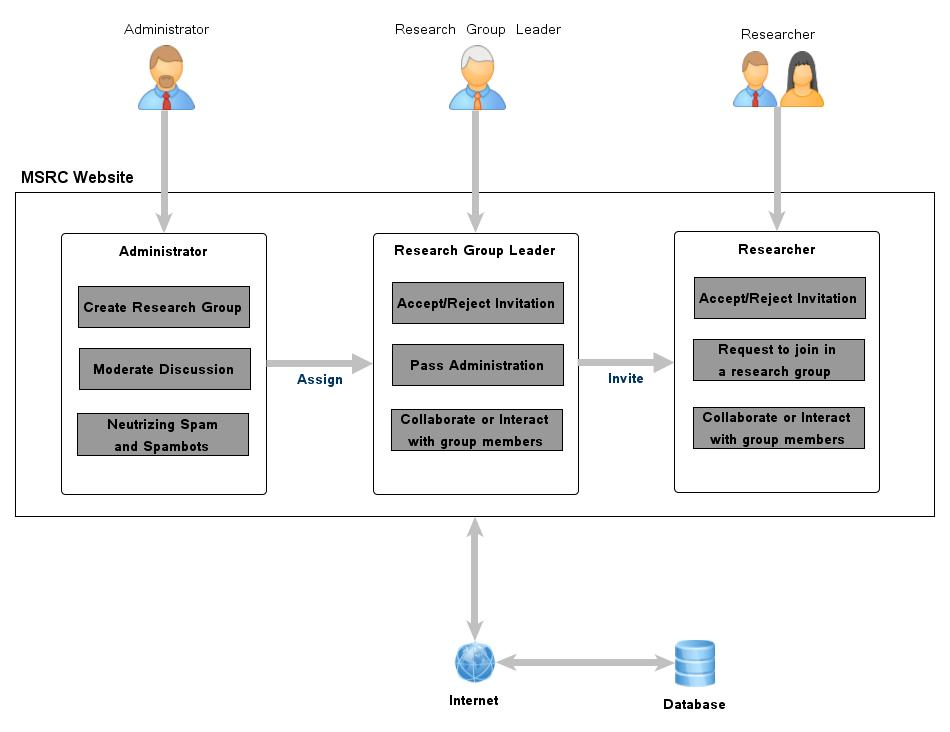 Administrator
Research Group Leader
Researcher
MSRC Website
Administrator
Create Research Group
Moderate Discussion
Neutrizing Spam
and Spambots
Assign
Research Group Leader
Accept/Reject Invitation
Pass Administration
Collaborate or Interact
with group members
Invite
Researcher
Accept/Reject Invitation
Request to join in
a research group
Collaborate or Interact
with group members
Internet
Database